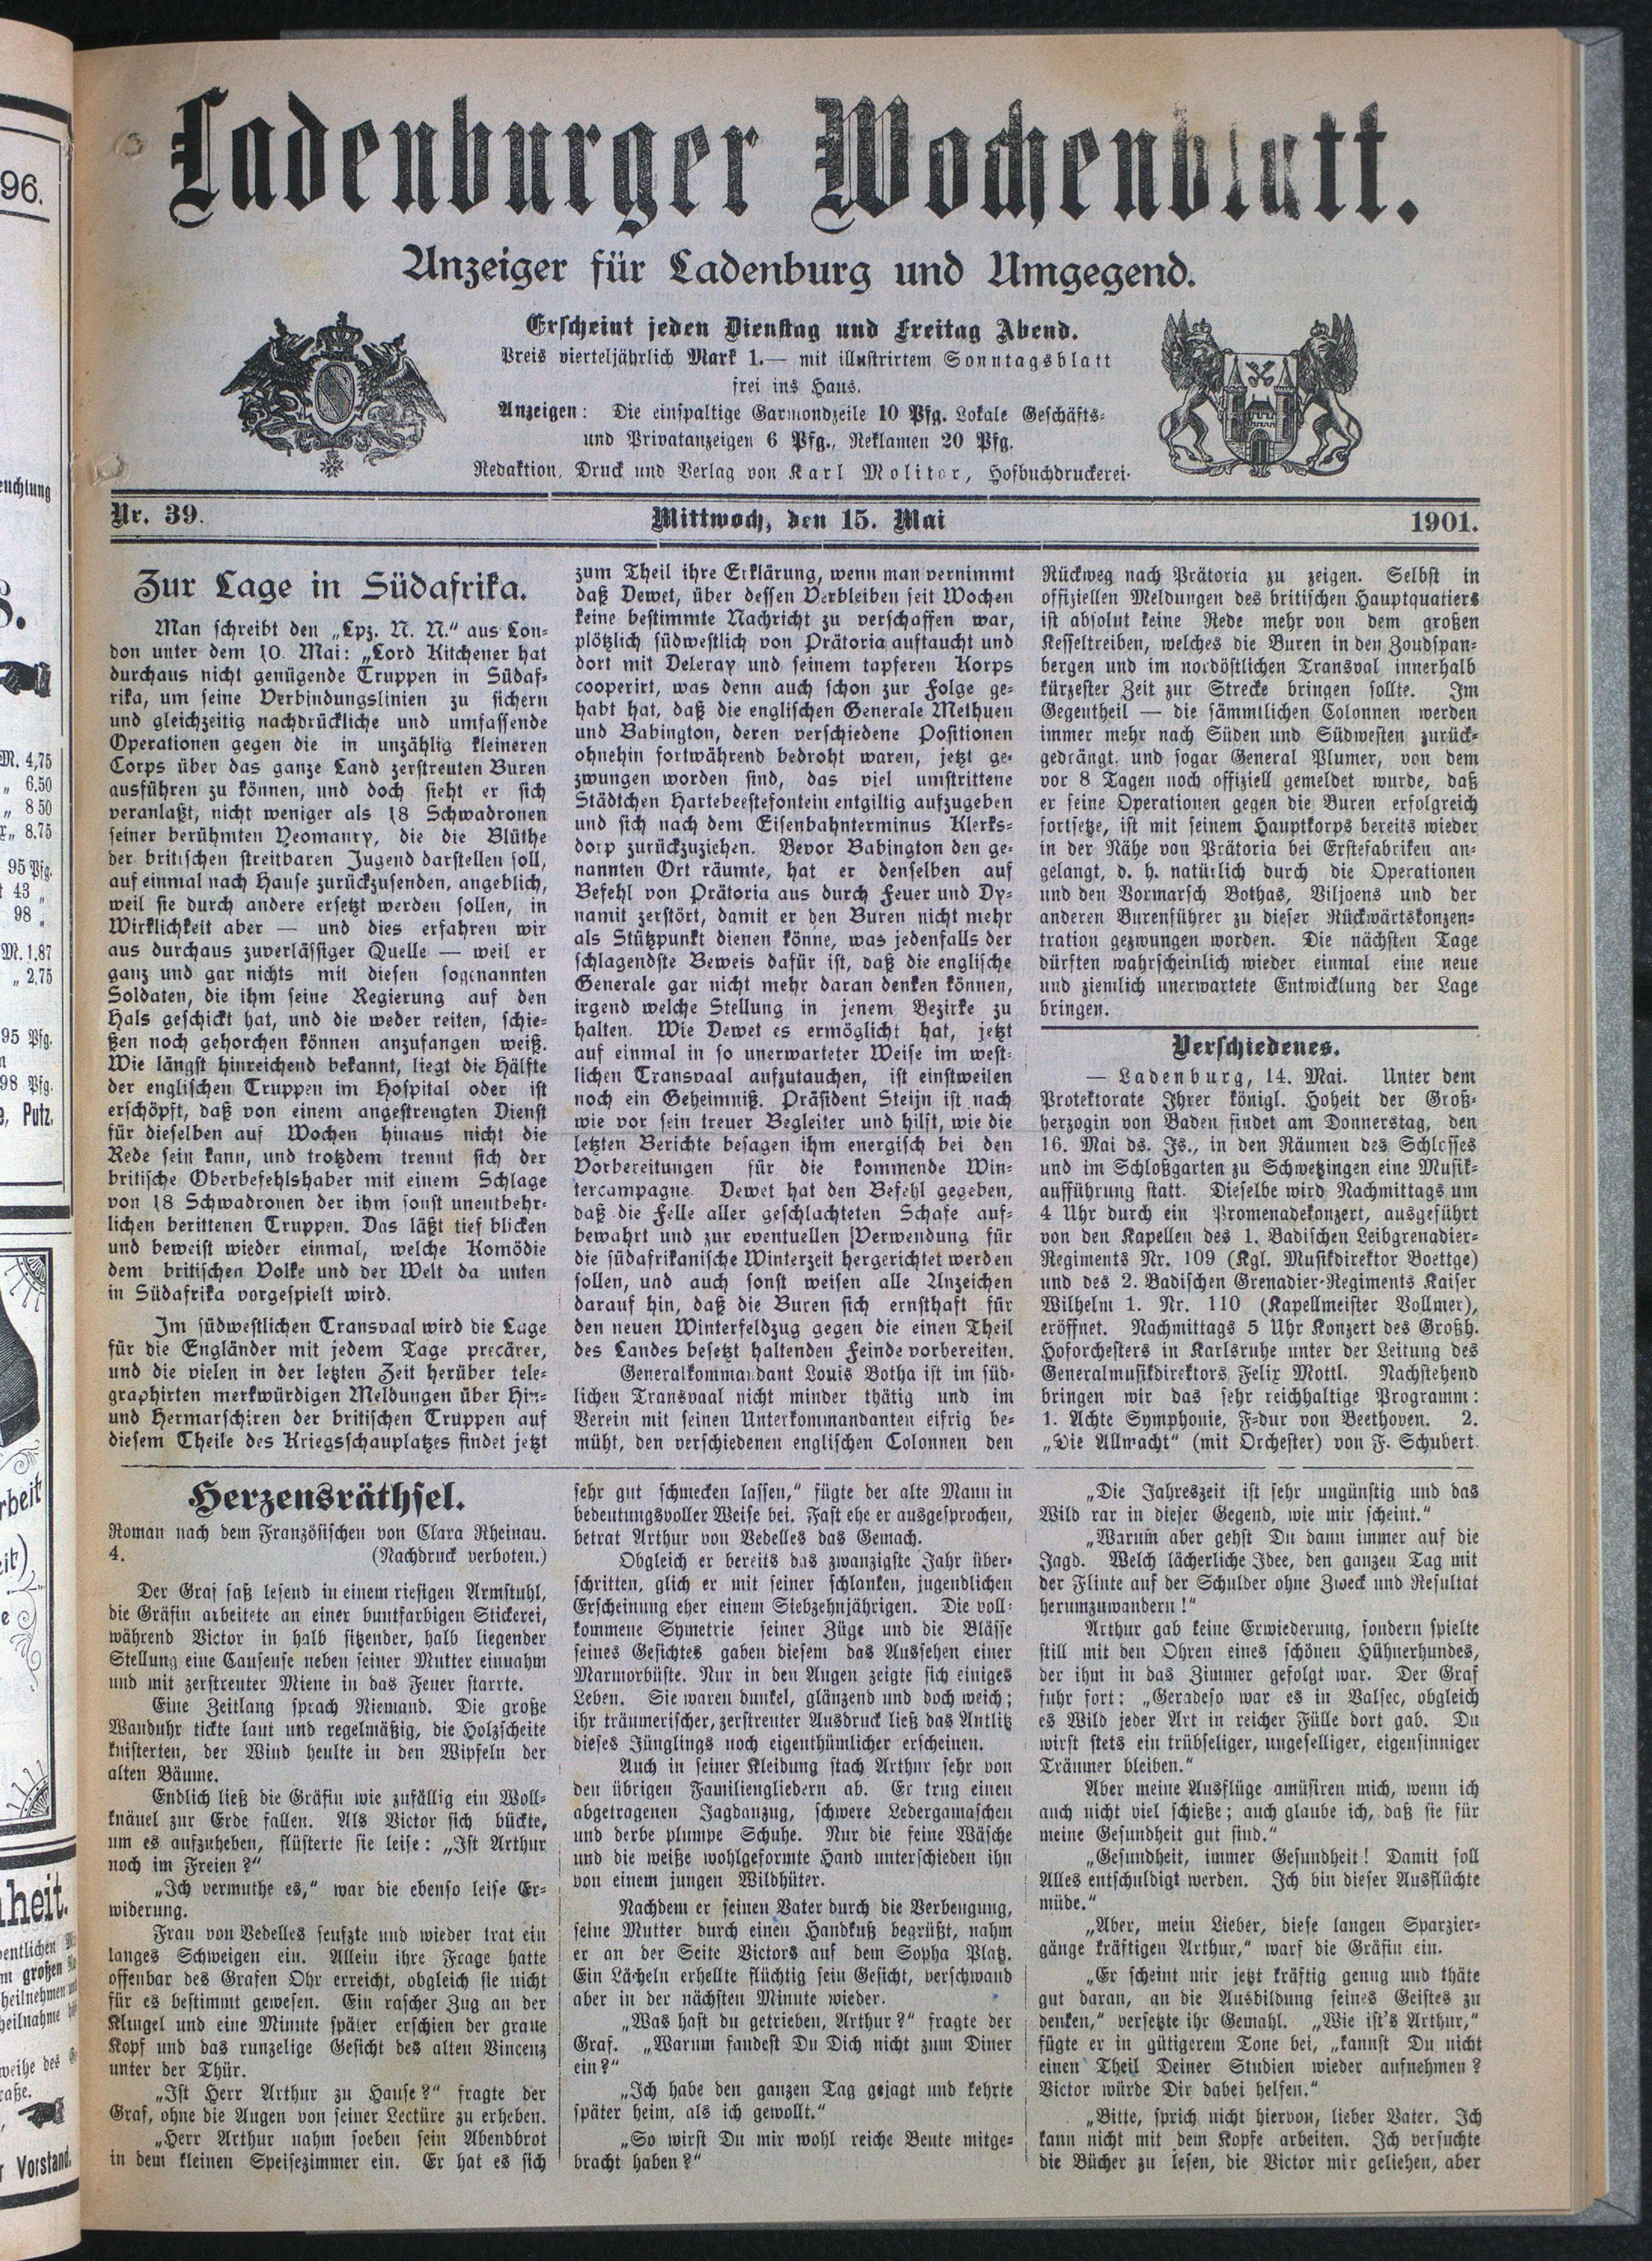 Ladenburger Wochenblatt.
Anzeiger für Ladenburg und Umgegend.
Erscheint jeden Dienstag und Freitag Abend.
Preis vierteljährlich Mark 1.— mit illustrirtem Sonntagsblatt
frei ins Haus.
Anzeigen: Die einspaltige Garmondzeile 10 Pfg. Lokale Geschäfts-
und Privatanzeigen 6 Pfg., Reklamen 20 Pfg.
Redaktion, Druck und Verlag von Karl Molitor, Hofbuchdruckerei.
Nr. 39. Mittwoch, den 15. Mai 1901.
Zur Lage in Südafrika.
Man schreibt den „Lpz. N. N.“ aus Lon-
don unter dem 10. Mai: „Lord Kitchener hat
durchaus nicht genügende Truppen in Südaf-
rika, um seine Verbindungslinien zu sichern
und gleichzeitig nachdrückliche und umfassende
Operationen gegen die in unzählig kleineren
Corps über das ganze Land zerstreuten Buren
ausführen zu können, und doch sieht er sich
veranlaßt, nicht weniger als 18 Schwadronen
seiner berühmten Yeomanry, die die Blüthe
der britischen streitbaren Jugend darstellen soll,
auf einmal nach Hause zurückzusenden, angeblich,
weil sie durch andere ersetzt werden sollen, in
Wirklichkeit aber — und dies erfahren wir
aus durchaus zuverlässiger Quelle — weil er
ganz und gar nichts mit diesen sogenannten
Soldaten, die ihm seine Regierung auf den
Hals geschickt hat, und die weder reiten, schie-
ßen noch gehorchen können anzufangen weiß.
Wie längst hinreichend bekannt, liegt die Hälfte
der englischen Truppen im Hospital oder ist
erschöpft, daß von einem angestrengten Dienst
für dieselben auf Wochen hinaus nicht die
Rede sein kann, und trotzdem trennt sich der
britische Oberbefehlshaber mit einem Schlage
von 18 Schwadronen der ihm sonst unentbehr-
lichen berittenen Truppen. Das läßt tief blicken
und beweist wieder einmal, welche Komödie
dem britischen Volke und der Welt da unten
in Südafrika vorgespielt wird.
Im südwestlichen Transvaal wird die Lage
für die Engländer mit jedem Tage precärer,
und die vielen in der letzten Zeit herüber tele-
graphirten merkwürdigen Meldungen über Hin-
und Hermarschiren der britischen Truppen auf
diesem Theile des Kriegsschauplatzes findet jetzt
zum Theil ihre Erklärung, wenn man vernimmt
daß Dewet, über dessen Verbleiben seit Wochen
keine bestimmte Nachricht zu verschaffen war,
plötzlich südwestlich von Prätoria auftaucht und
dort mit Deleray und seinem tapferen Korps
cooperirt, was denn auch schon zur Folge ge-
habt hat, daß die englischen Generale Methuen
und Babington, deren verschiedene Positionen
ohnehin fortwährend bedroht waren, jetzt ge-
zwungen worden sind, das viel umstrittene
Städtchen Hartebeestefontein entgiltig aufzugeben
und sich nach dem Eisenbahnterminus Klerks-
dorp zurückzuziehen. Bevor Babington den ge-
nannten Ort räumte, hat er denselben auf
Befehl von Prätoria aus durch Feuer und Dy-
namit zerstört, damit er den Buren nicht mehr
als Stützpunkt dienen könne, was jedenfalls der
schlagendste Beweis dafür ist, daß die englische
Generale gar nicht mehr daran denken können,
irgend welche Stellung in jenem Bezirke zu
halten. Wie Dewet es ermöglicht hat, jetzt
auf einmal in so unerwarteter Weise im west-
lichen Transvaal aufzutauchen, ist einstweilen
noch ein Geheimniß. Präsident Steijn ist nach
wie vor sein treuer Begleiter und hilft, wie die
letzten Berichte besagen ihm energisch bei den
Vorbereitungen für die kommende Win-
tercampagne. Dewet hat den Befehl gegeben,
daß die Felle aller geschlachteten Schafe auf-
bewahrt und zur eventuellen Verwendung für
die südafrikanische Winterzeit hergerichtet werden
sollen, und auch sonst weisen alle Anzeichen
darauf hin, daß die Buren sich ernsthaft für
den neuen Winterfeldzug gegen die einen Theil
des Landes besetzt haltenden Feinde vorbereiten.
Generalkommandant Louis Botha ist im süd-
lichen Transvaal nicht minder thätig und im
Verein mit seinen Unterkommandanten eifrig be-
müht, den verschiedenen englischen Colonnen den
Rückweg nach Prätoria zu zeigen. Selbst in
offiziellen Meldungen des britischen Hauptquatiers
ist absolut keine Rede mehr von dem großen
Kesseltreiben, welches die Buren in den Zoudspan-
bergen und im nordöstlichen Transval innerhalb
kürzester Zeit zur Strecke bringen sollte. Im
Gegentheil — die sämmtlichen Colonnen werden
immer mehr nach Süden und Südwesten zurück-
gedrängt. und sogar General Plumer, von dem
vor 8 Tagen noch offiziell gemeldet wurde, daß
er seine Operationen gegen die Buren erfolgreich
fortsetze, ist mit seinem Hauptkorps bereits wieder
in der Nähe von Prätoria bei Erstefabriken an-
gelangt, d. h. natürlich durch die Operationen
und den Vormarsch Bothas, Viljoens und der
anderen Burenführer zu dieser Rückwärtskonzen-
tration gezwungen worden. Die nächsten Tage
dürften wahrscheinlich wieder einmal eine neue
und ziemlich unerwartete Entwicklung der Lage
bringen.
Verschiedenes.
— Ladenburg, 14. Mai. Unter dem
Protektorate Ihrer königl. Hoheit der Groß-
herzogin von Baden findet am Donnerstag, den
16. Mai ds. Js., in den Räumen des Schlosses
und im Schloßgarten zu Schwetzingen eine Musik-
aufführung statt. Dieselbe wird Nachmittags um
4 Uhr durch ein Promenadekonzert, ausgeführt
von den Kapellen des 1. Badischen Leibgrenadier-
Regiments Nr. 109 (Kgl. Musikdirektor Boettge)
und des 2. Badischen Grenadier-Regiments Kaiser
Wilhelm 1. Nr. 110 (Kapellmeister Vollmer),
eröffnet. Nachmittags 5 Uhr Konzert des Großh.
Hoforchesters in Karlsruhe unter der Leitung des
Generalmusikdirektors Felix Mottl. Nachstehend
bringen wir das sehr reichhaltige Programm:
1. Achte Symphonie, F-dur von Beethoven. 2.
„Die Allmacht“ (mit Orchester) von F. Schubert.
Herzensräthsel.
Roman nach dem Französischen von Clara Rheinau.
4. (Nachdruck verboten.)
Der Graf saß lesend in einem riesigen Armstuhl,
die Gräfin arbeitete an einer buntfarbigen Stickerei,
während Victor in halb sitzender, halb liegender
Stellung eine Causeuse neben seiner Mutter einnahm
und mit zerstreuter Miene in das Feuer starrte.
Eine Zeitlang sprach Niemand. Die große
Wanduhr tickte laut und regelmäßig, die Holzscheite
knisterten, der Wind heulte in den Wipfeln der
alten Bäume.
Endlich ließ die Gräfin wie zufällig ein Woll-
knäuel zur Erde fallen. Als Victor sich bückte,
um es aufzuheben, flüsterte sie leise: „Ist Arthur
noch im Freien?“
„Ich vermuthe es,“ war die ebenso leise Er-
widerung.
Frau von Vedelles seufzte und wieder trat ein
langes Schweigen ein. Allein ihre Frage hatte
offenbar des Grafen Ohr erreicht, obgleich sie nicht
für es bestimmt gewesen. Ein rascher Zug an der
Klingel und eine Minute später erschien der graue
Kopf und das runzelige Gesicht des alten Vincenz
unter der Thür.
„Ist Herr Arthur zu Hause?“ fragte der
Graf, ohne die Augen von seiner Lectüre zu erheben.
„Herr Arthur nahm soeben sein Abendbrot
in dem kleinen Speisezimmer ein. Er hat es sich
sehr gut schmecken lassen,“ fügte der alte Mann in
bedeutungsvoller Weise bei. Fast ehe er ausgesprochen,
betrat Arthur von Vedelles das Gemach.
Obgleich er bereits das zwanzigste Jahr über-
schritten, glich er mit seiner schlanken, jugendlichen
Erscheinung eher einem Siebzehnjährigen. Die voll-
kommene Symetrie seiner Züge und die Blässe
seines Gesichtes gaben diesem das Aussehen einer
Marmorbüste. Nur in den Augen zeigte sich einiges
Leben. Sie waren dunkel, glänzend und doch weich;
ihr träumerischer, zerstreuter Ausdruck ließ das Antlitz
dieses Jünglings noch eigenthümlicher erscheinen.
Auch in seiner Kleidung stach Arthur sehr von
den übrigen Familiengliedern ab. Er trug einen
abgetragenen Jagdanzug, schwere Ledergamaschen
und derbe plumpe Schuhe. Nur die feine Wäsche
und die weiße wohlgeformte Hand unterschieden ihn
von einem jungen Wildhüter.
Nachdem er seinen Vater durch die Verbeugung,
seine Mutter durch einen Handkuß begrüßt, nahm
er an der Seite Victors auf dem Sopha Platz.
Ein Lächeln erhellte flüchtig sein Gesicht, verschwand
aber in der nächsten Minute wieder.
„Was hast du getrieben, Arthur?“ fragte der
Graf. „Warum fandest Du Dich nicht zum Diner
ein?“
„Ich habe den ganzen Tag gejagt und kehrte
später heim, als ich gewollt.“
„So wirst Du mir wohl reiche Beute mitge-
bracht haben?“
„Die Jahreszeit ist sehr ungünstig und das
Wild rar in dieser Gegend, wie mir scheint.“
„Warum aber gehst Du dann immer auf die
Jagd. Welch lächerliche Idee, den ganzen Tag mit
der Flinte auf der Schulder ohne Zweck und Resultat
herumzuwandern!“
Arthur gab keine Erwiederung, sondern spielte
still mit den Ohren eines schönen Hühnerhundes,
der ihm in das Zimmer gefolgt war. Der Graf
fuhr fort: „Geradeso war es in Valsec, obgleich
es Wild jeder Art in reicher Fülle dort gab. Du
wirst stets ein trübseliger, ungeselliger, eigensinniger
Träumer bleiben.“
Aber meine Ausflüge amüsiren mich, wenn ich
auch nicht viel schieße; auch glaube ich, daß sie für
meine Gesundheit gut sind.“
„Gesundheit, immer Gesundheit! Damit soll
Alles entschuldigt werden. Ich bin dieser Ausflüchte
müde.“
„Aber, mein Lieber, diese langen Sparzier-
gänge kräftigen Arthur,“ warf die Gräfin ein.
„Er scheint mir jetzt kräftig genug und thäte
gut daran, an die Ausbildung seines Geistes zu
denken,“ versetzte ihr Gemahl. „Wie ist's Arthur,“
fügte er in gütigerem Tone bei, „kannst Du nicht
einen Theil Deiner Studien wieder aufnehmen?
Victor würde Dir dabei helfen.“
„Bitte, sprich nicht hiervon, lieber Vater. Ich
kann nicht mit dem Kopfe arbeiten. Ich versuchte
die Bücher zu lesen, die Victor mir geliehen, aber